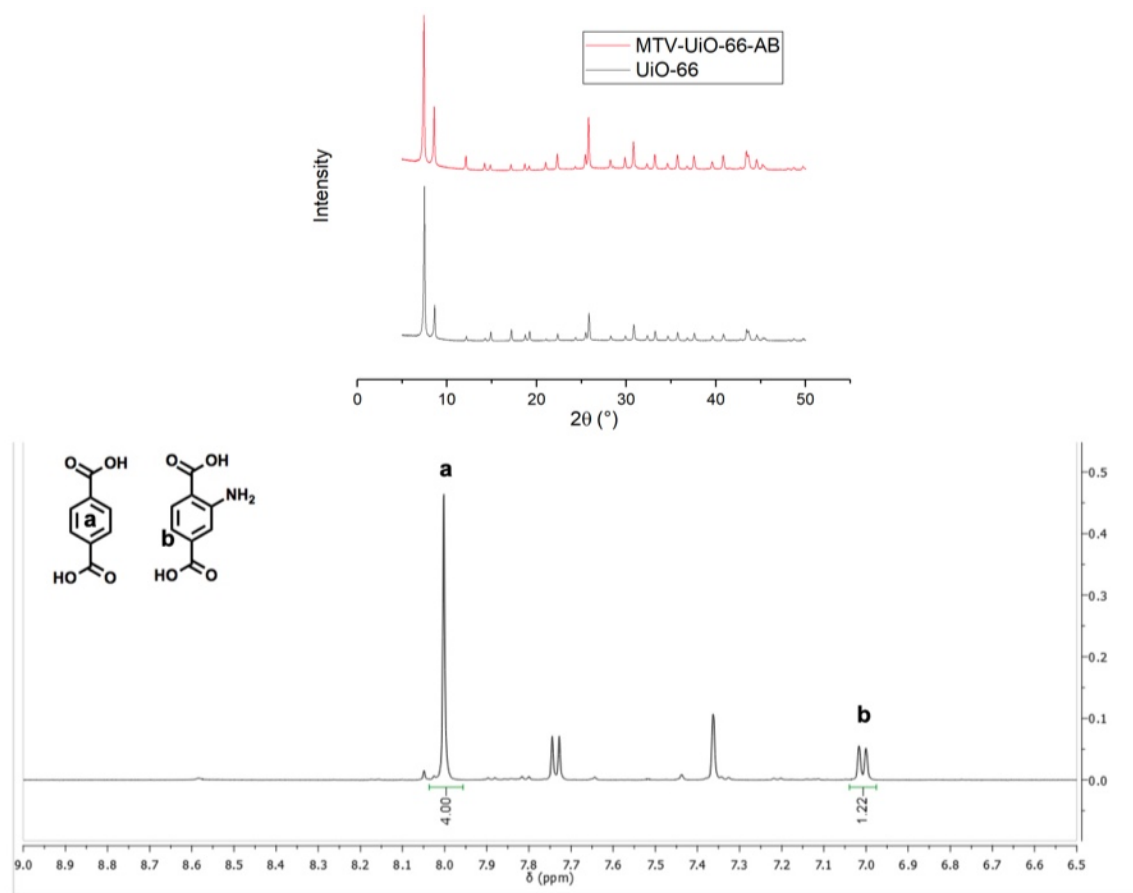 MTV-UiO-66-AB
UiO-66
Intensity
0 10 20 30 40 50
2θ (°)
a
O OH
O OH
NH₂
a
b
HO O
HO O
b
0.5
0.4
0.3
0.2
0.1
0.0
4.00
1.22
9.0 8.9 8.8 8.7 8.6 8.5 8.4 8.3 8.2 8.1 8.0 7.9 7.8 7.7 7.6 7.5 7.4 7.3 7.2 7.1 7.0 6.9 6.8 6.7 6.6 6.5
δ (ppm)